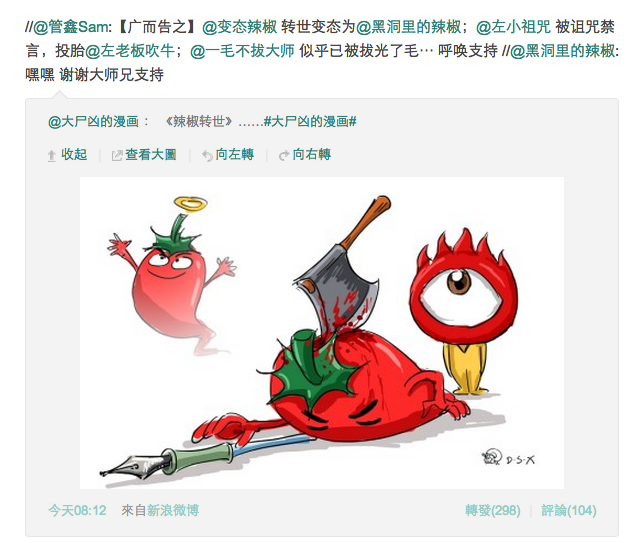 //@管鑫Sam:【广而告之】@变态辣椒 转世变态为@黑洞里的辣椒；@左小祖咒 被诅咒禁
言，投胎@左老板吹牛；@一毛不拔大师 似乎已被拔光了毛… 呼唤支持 //@黑洞里的辣椒:
嘿嘿 谢谢大师兄支持
@大尸凶的漫画： 《辣椒转世》……#大尸凶的漫画#
收起 | 查看大圖 | 向左轉 | 向右轉
D·S·X
今天08:12 來自新浪微博 轉發(298) | 評論(104)